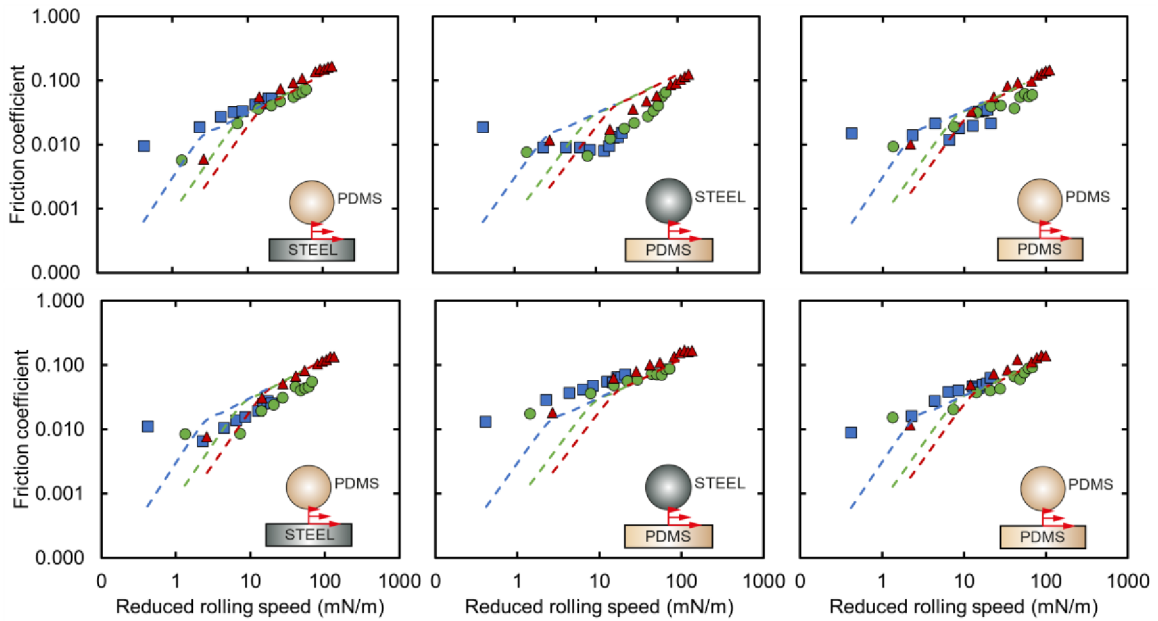 1.000
0.100
0.010
0.001
0.000
Friction coefficient
PDMS
STEEL
STEEL
PDMS
PDMS
PDMS
1.000
0.100
0.010
0.001
0.000
Friction coefficient
PDMS
STEEL
STEEL
PDMS
PDMS
PDMS
0 1 10 100 1000
0 1 10 100 1000
0 1 10 100 1000
Reduced rolling speed (mN/m)
Reduced rolling speed (mN/m)
Reduced rolling speed (mN/m)